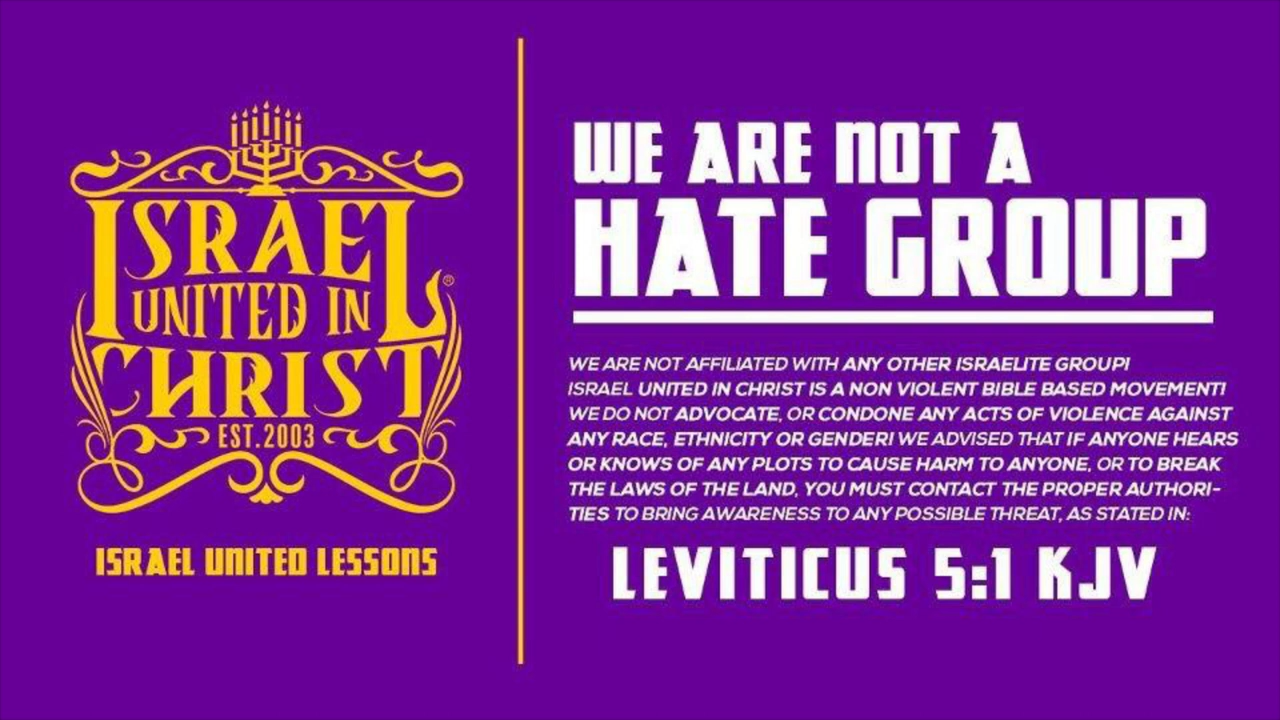 ISRAEL
UNITED IN
CHRIST®
EST.2003
ISRAEL UNITED LESSONS
WE ARE NOT A
HATE GROUP
WE ARE NOT AFFILIATED WITH ANY OTHER ISRAELITE GROUP!
ISRAEL UNITED IN CHRIST IS A NON VIOLENT BIBLE BASED MOVEMENT!
WE DO NOT ADVOCATE, OR CONDONE ANY ACTS OF VIOLENCE AGAINST
ANY RACE, ETHNICITY OR GENDER! WE ADVISED THAT IF ANYONE HEARS
OR KNOWS OF ANY PLOTS TO CAUSE HARM TO ANYONE, OR TO BREAK
THE LAWS OF THE LAND, YOU MUST CONTACT THE PROPER AUTHORI-
TIES TO BRING AWARENESS TO ANY POSSIBLE THREAT, AS STATED IN:
LEVITICUS 5:1 KJV